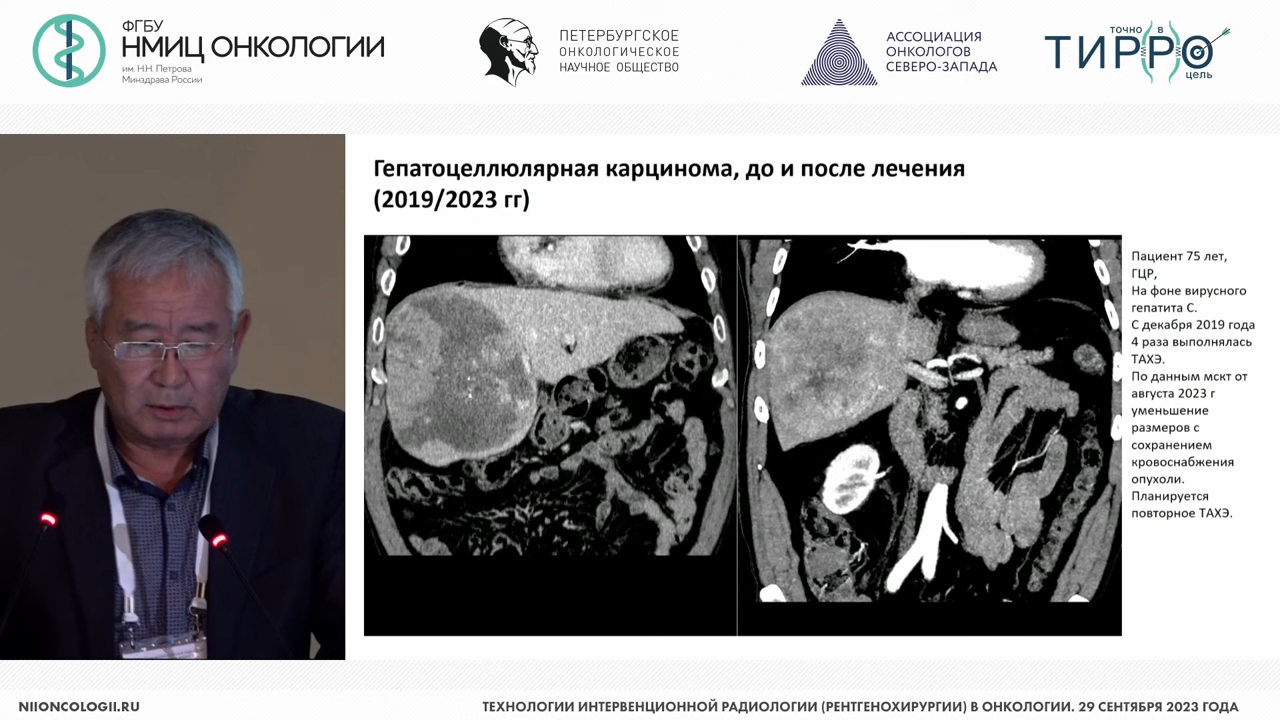 ФГБУ
НМИЦ ОНКОЛОГИИ
им. Н.Н. Петрова
Минздрава России
ПЕТЕРБУРГСКОЕ
ОНКОЛОГИЧЕСКОЕ
НАУЧНОЕ ОБЩЕСТВО
АССОЦИАЦИЯ
ОНКОЛОГОВ
СЕВЕРО-ЗАПАДА
ТОЧНО В
ТИРРО
цель
Гепатоцеллюлярная карцинома, до и после лечения
(2019/2023 гг)
Пациент 75 лет,
ГЦР,
На фоне вирусного
гепатита С.
С декабря 2019 года
4 раза выполнялась
ТАХЭ.
По данным мскт от
августа 2023 г
уменьшение
размеров с
сохранением
кровоснабжения
опухоли.
Планируется
повторное ТАХЭ.
NIIONCOLOGII.RU
ТЕХНОЛОГИИ ИНТЕРВЕНЦИОННОЙ РАДИОЛОГИИ (РЕНТГЕНОХИРУРГИИ) В ОНКОЛОГИИ. 29 СЕНТЯБРЯ 2023 ГОДА